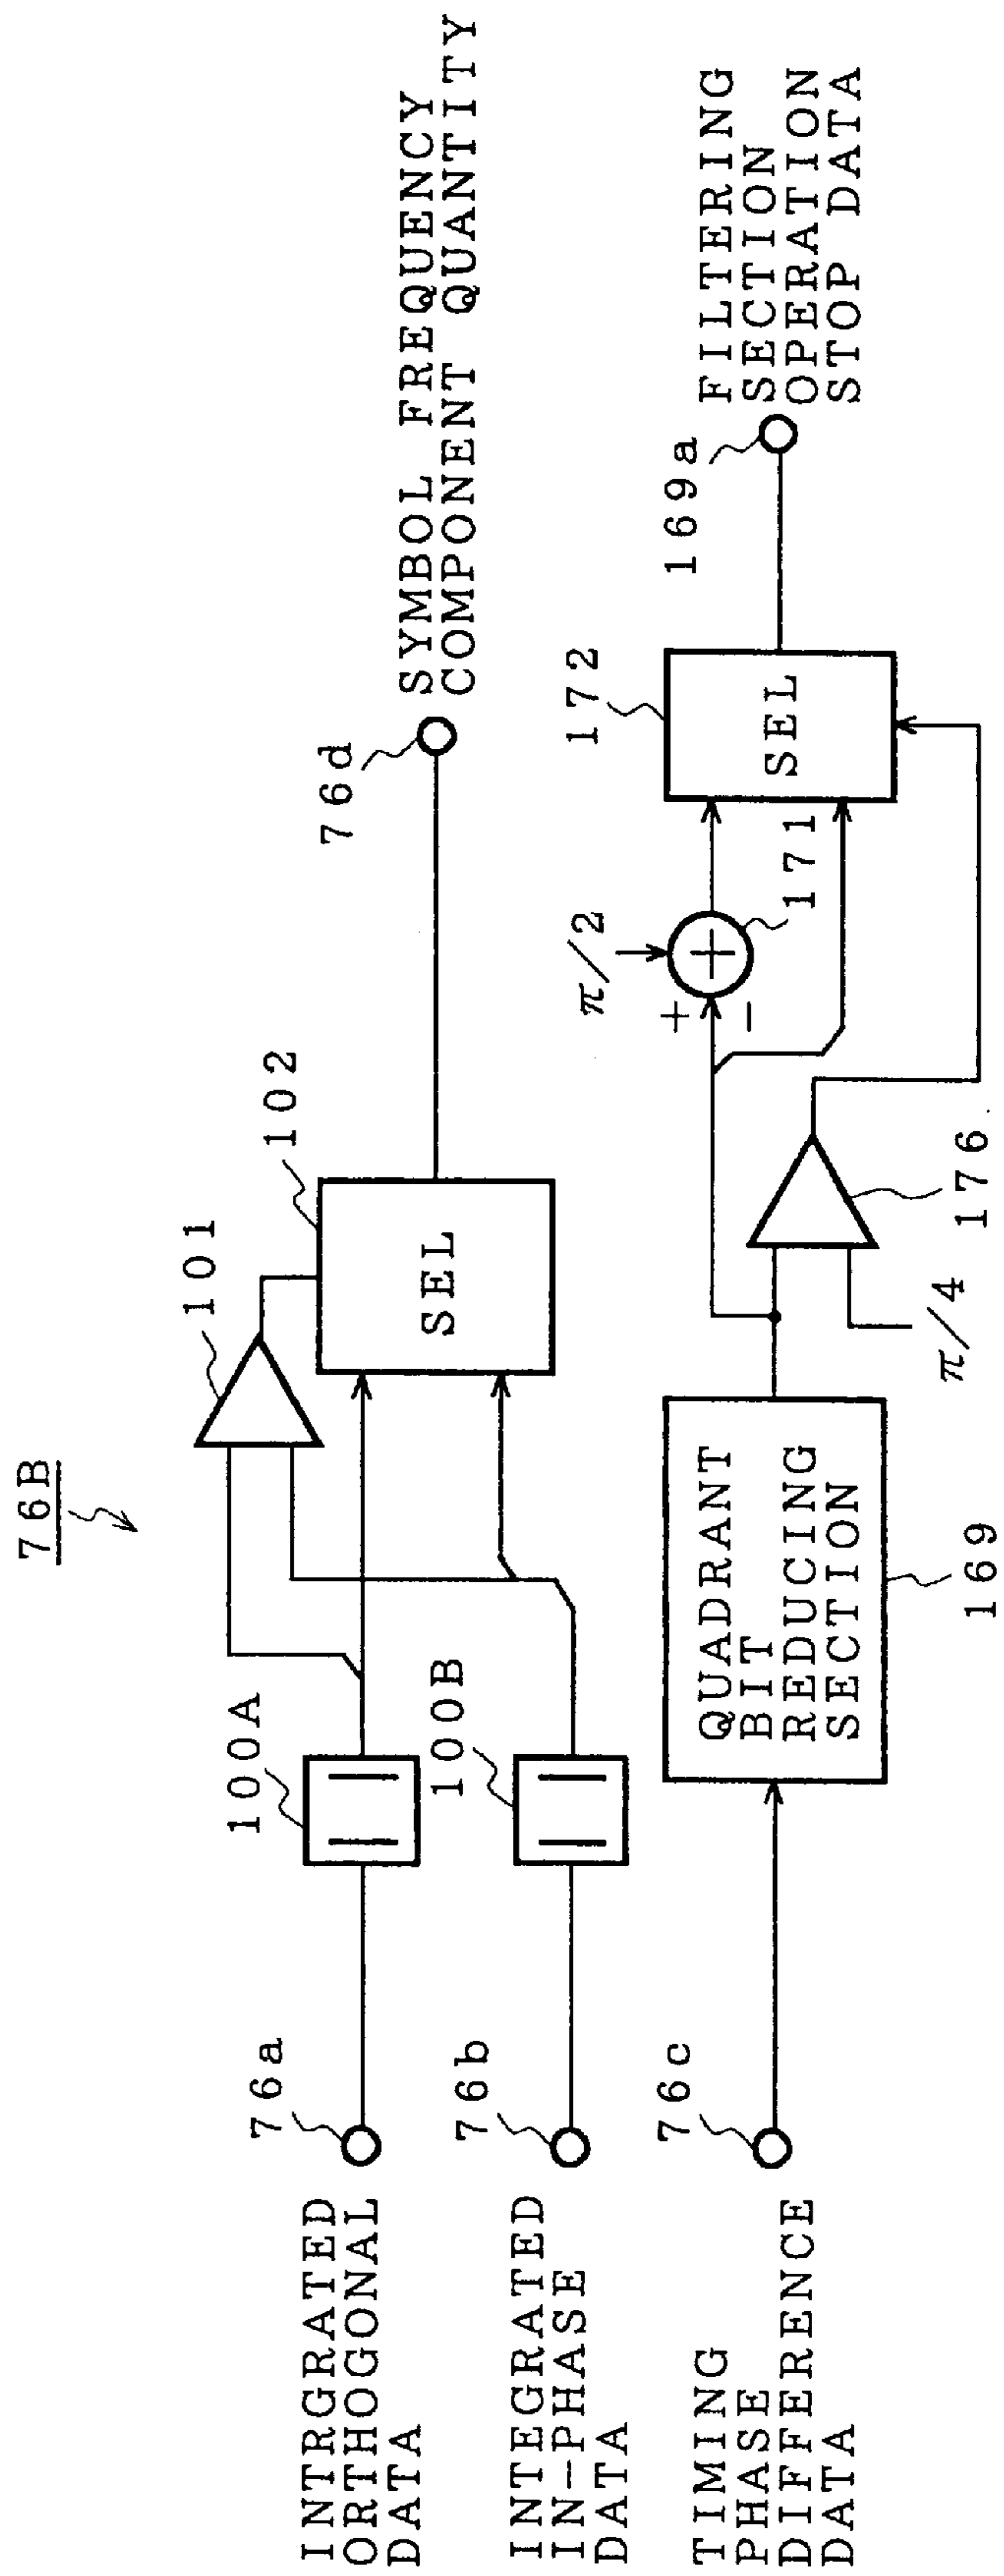 76B
INTRGRATED
ORTHOGONAL
DATA
76a
100A
101
102
SEL
76d
SYMBOL FREQUENCY
COMPONENT QUANTITY
INTEGRATED
IN-PHASE
DATA
76b
100B
TIMING
PHASE
DIFFERENCE
DATA
76c
QUADRANT
BIT
REDUCING
SECTION
169
π/4
176
π/2
+
−
171
172
SEL
169a
FILTERING
SECTION
OPERATION
STOP DATA